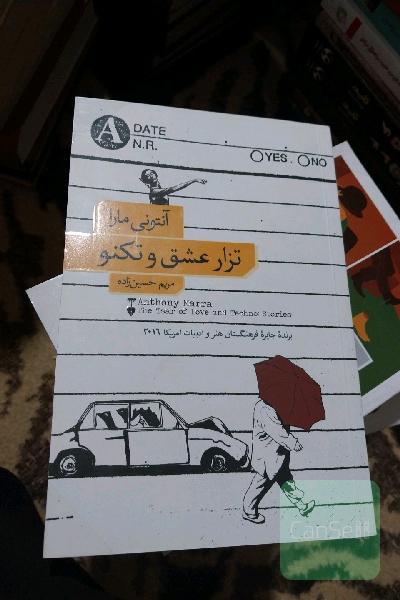 A DATE
N.R.
YES. NO
آنتونی مارا
تزار عشق و تکنو
مریم حسین‌زاده
Anthony Marra
The Tsar of Love and Techno Stories
برندهٔ جایزهٔ فرهنگستان هنر و ادبیات امریکا ۲۰۱۶
CanSell